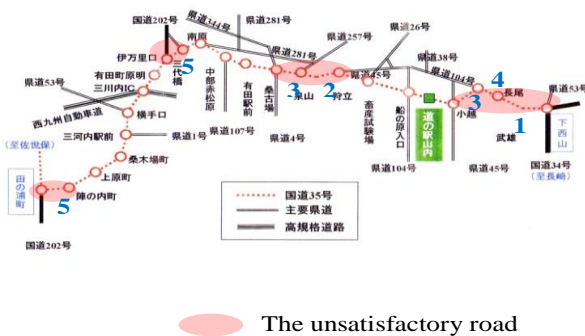 国道202号
県道281号
県道344号
南原
県道257号
県道26号
伊万里口
5
三代橋
県道281号
県道38号
有田町原明
県道45号
県道104号
4
県道53号
県道53号
三川内IC
中部赤松原
有田駅前
桑古場
3
泉山
2
狩立
長尾
3
小越
1
西九州自動車道
横手口
畜産試験場
船の原入口
道の駅山内
武雄
下西山
三河内駅前
県道1号
県道107号
県道4号
(至佐世保)
桑木場町
県道104号
県道45号
国道34号
(至長崎)
上原町
田の浦町
5
陣の内町
国道35号
主要県道
高規格道路
国道202号
The unsatisfactory road